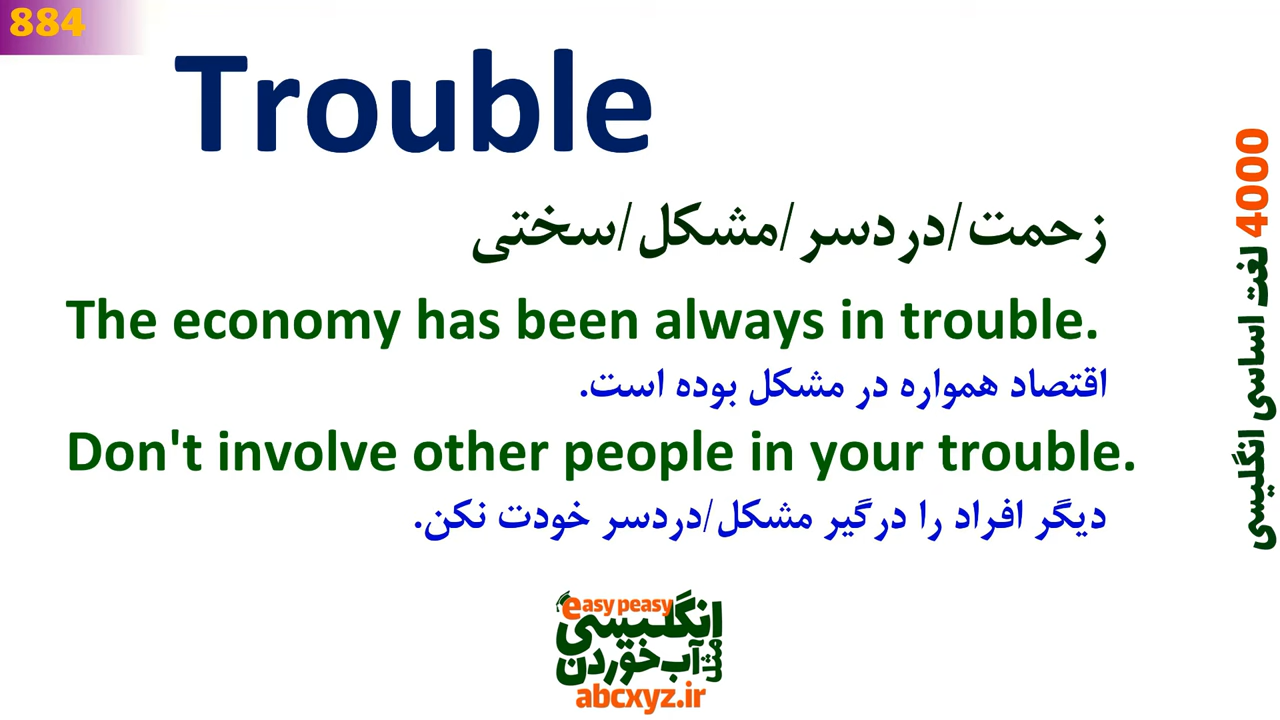 884
Trouble
زحمت/دردسر/مشکل/سختی
The economy has been always in trouble.
اقتصاد همواره در مشکل بوده است.
Don't involve other people in your trouble.
دیگر افراد را درگیر مشکل/دردسر خودت نکن.
4000 لغت اساسی انگلیسی
easy peasy
انگلیسی
مثل آب خوردن
abcxyz.ir